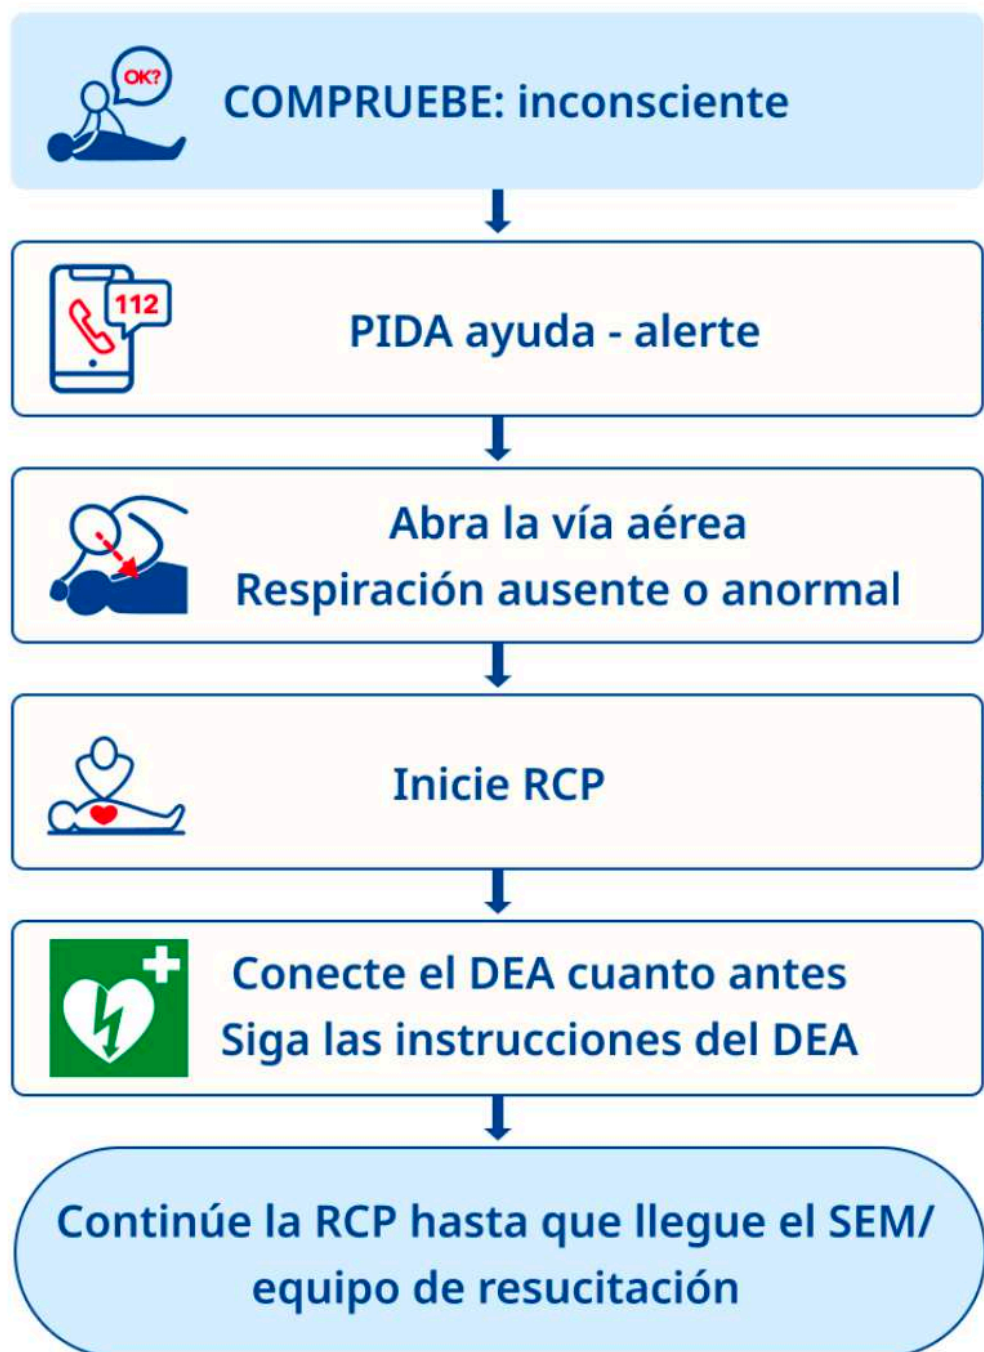 OK?
COMPRUEBE: inconsciente
112
PIDA ayuda - alerte
Abra la vía aérea
Respiración ausente o anormal
Inicie RCP
Conecte el DEA cuanto antes
Siga las instrucciones del DEA
Continúe la RCP hasta que llegue el SEM/
equipo de resucitación